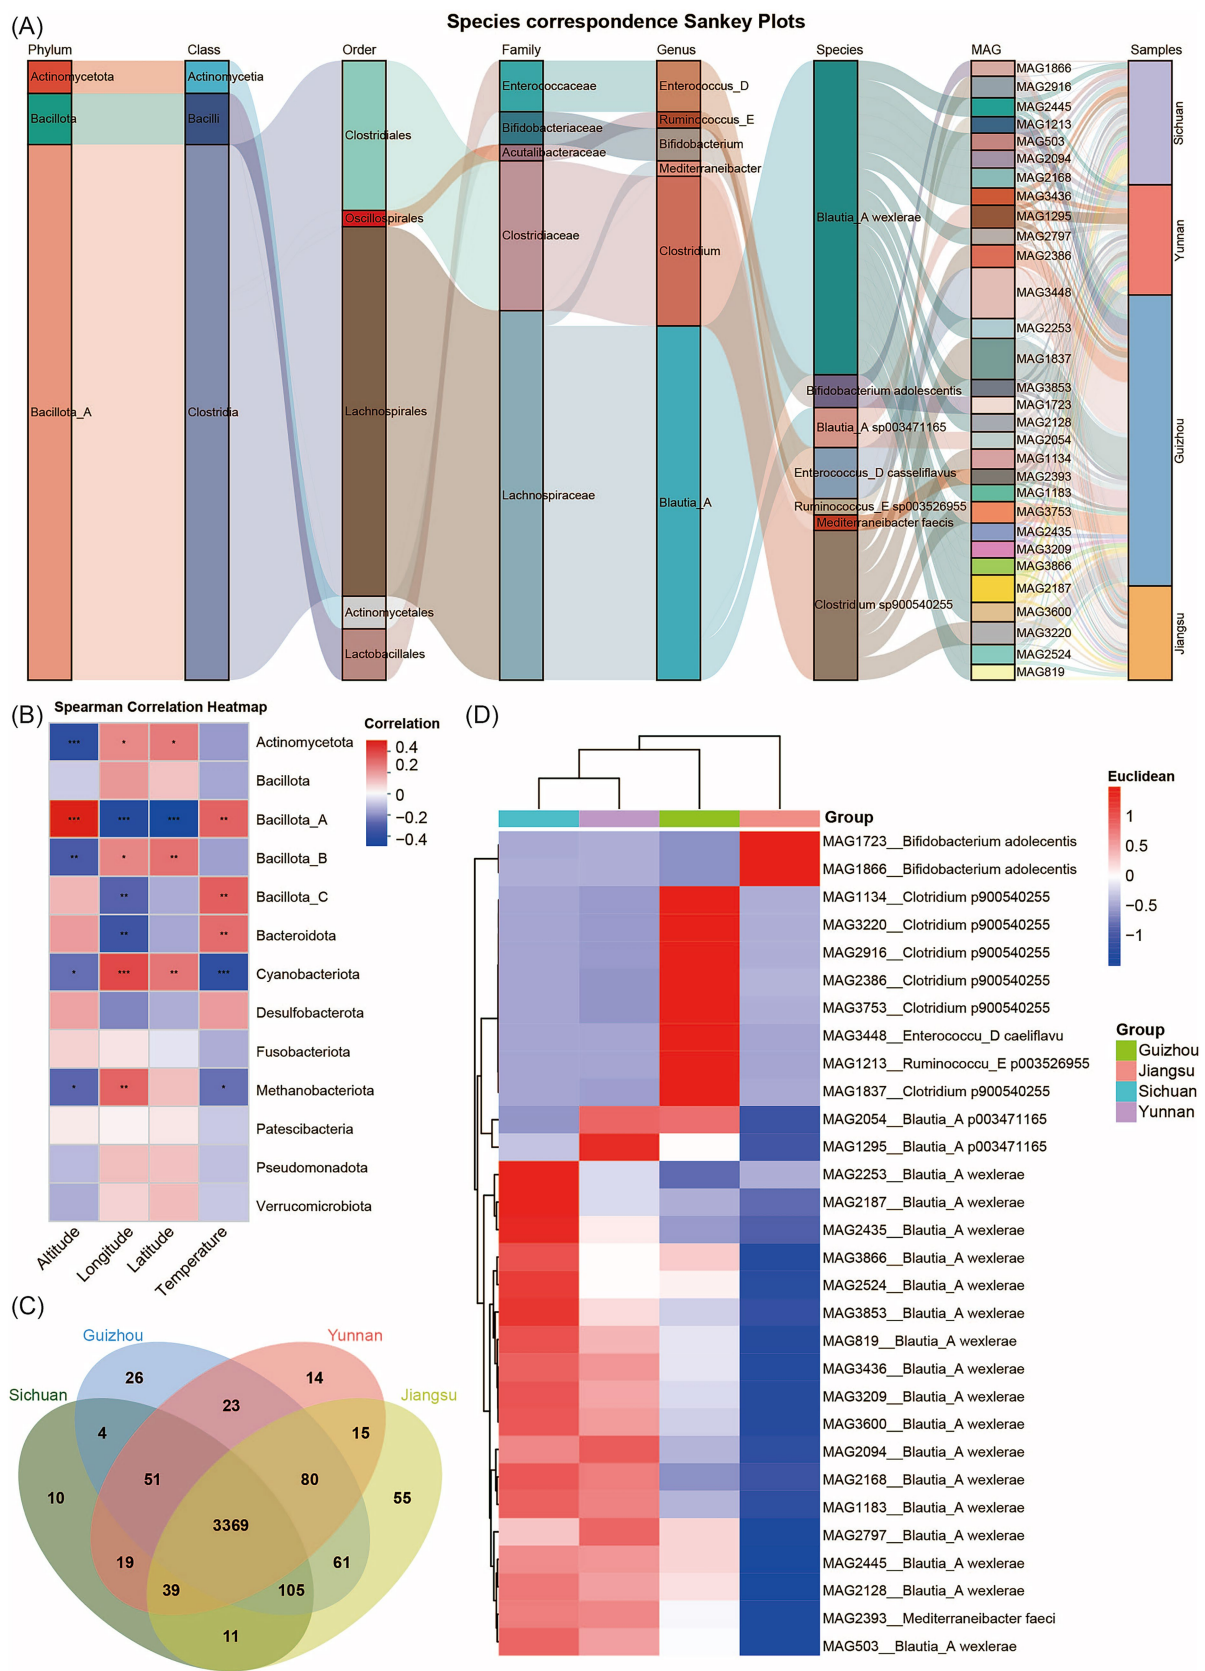 (A)
Species correspondence Sankey Plots
Phylum Class Order Family Genus Species MAG Samples
Actinomycetota
Bacillota
Bacillota_A
Actinomycetia
Bacilli
Clostridia
Clostridiales
Oscillospirales
Lachnospirales
Actinomycetales
Lactobacillales
Enterococcaceae
Bifidobacteriaceae
Acutalibacteraceae
Clostridiaceae
Lachnospiraceae
Enterococcus_D
Ruminococcus_E
Bifidobacterium
Mediterraneibacter
Clostridium
Blautia_A
Blautia_A wexlerae
Bifidobacterium adolescentis
Blautia_A sp003471165
Enterococcus_D casseliflavus
Ruminococcus_E sp003526955
Mediterraneibacter faecis
Clostridium sp900540255
MAG1866
MAG2916
MAG2445
MAG1213
MAG503
MAG2094
MAG2168
MAG3436
MAG1295
MAG2797
MAG2386
MAG3448
MAG2253
MAG1837
MAG3853
MAG1723
MAG2128
MAG2054
MAG1134
MAG2393
MAG1183
MAG3753
MAG2435
MAG3209
MAG3866
MAG2187
MAG3600
MAG3220
MAG2524
MAG819
Sichuan
Yunnan
Guizhou
Jiangsu
(B)
Spearman Correlation Heatmap
*** * * Actinomycetota
Bacillota
*** *** *** ** Bacillota_A
** * ** Bacillota_B
** ** Bacillota_C
** ** Bacteroidota
* *** ** *** Cyanobacteriota
Desulfobacterota
Fusobacteriota
* ** * Methanobacteriota
Patescibacteria
Pseudomonadota
Verrucomicrobiota
Altitude Longitude Latitude Temperature
Correlation
0.4
0.2
0
−0.2
−0.4
(C)
Guizhou
Yunnan
Sichuan
Jiangsu
26
14
23
4
15
51
80
10
55
3369
19
61
39
105
11
(D)
Group
MAG1723__Bifidobacterium adolecentis
MAG1866__Bifidobacterium adolecentis
MAG1134__Clotridium p900540255
MAG3220__Clotridium p900540255
MAG2916__Clotridium p900540255
MAG2386__Clotridium p900540255
MAG3753__Clotridium p900540255
MAG3448__Enterococcu_D caeliflavu
MAG1213__Ruminococcu_E p003526955
MAG1837__Clotridium p900540255
MAG2054__Blautia_A p003471165
MAG1295__Blautia_A p003471165
MAG2253__Blautia_A wexlerae
MAG2187__Blautia_A wexlerae
MAG2435__Blautia_A wexlerae
MAG3866__Blautia_A wexlerae
MAG2524__Blautia_A wexlerae
MAG3853__Blautia_A wexlerae
MAG819__Blautia_A wexlerae
MAG3436__Blautia_A wexlerae
MAG3209__Blautia_A wexlerae
MAG3600__Blautia_A wexlerae
MAG2094__Blautia_A wexlerae
MAG2168__Blautia_A wexlerae
MAG1183__Blautia_A wexlerae
MAG2797__Blautia_A wexlerae
MAG2445__Blautia_A wexlerae
MAG2128__Blautia_A wexlerae
MAG2393__Mediterraneibacter faeci
MAG503__Blautia_A wexlerae
Euclidean
1
0.5
0
−0.5
−1
Group
Guizhou
Jiangsu
Sichuan
Yunnan